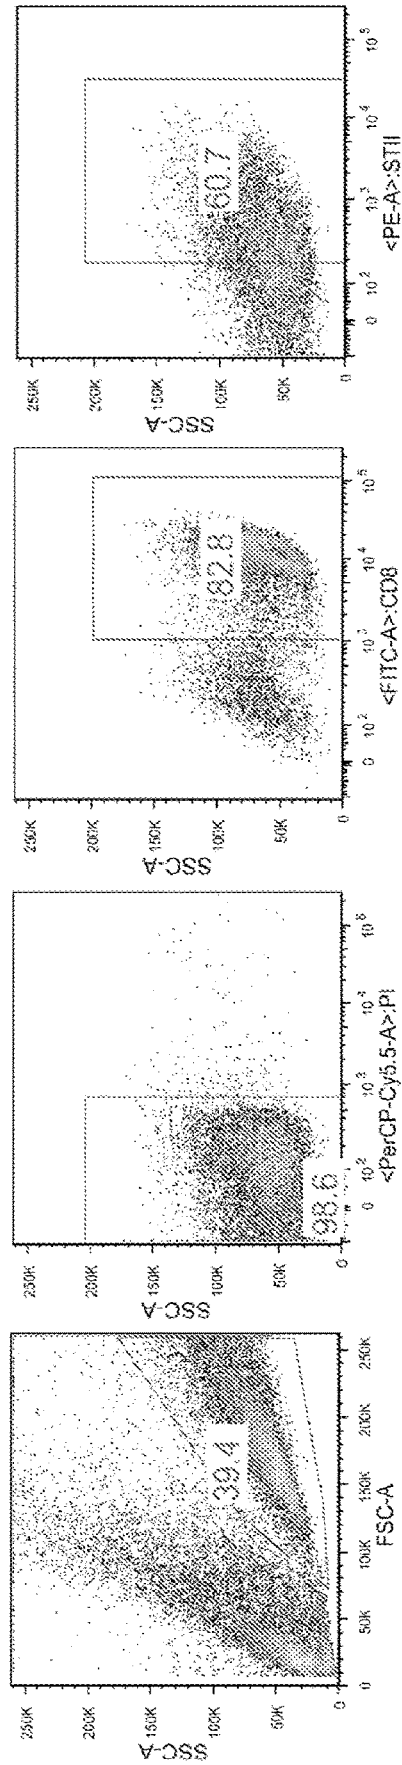 250K
200K
150K
100K
50K
0
SSC-A
39.4
0
50K
100K
150K
200K
250K
FSC-A
250K
200K
150K
100K
50K
0
SSC-A
98.6
0
10²
10³
10⁴
10⁵
<PerCP-Cy5.5-A>:PI
250K
200K
150K
100K
50K
0
SSC-A
82.8
0
10²
10³
10⁴
10⁵
<FITC-A>:CD8
250K
200K
150K
100K
50K
0
SSC-A
60.7
0
10²
10³
10⁴
10⁵
<PE-A>:STII